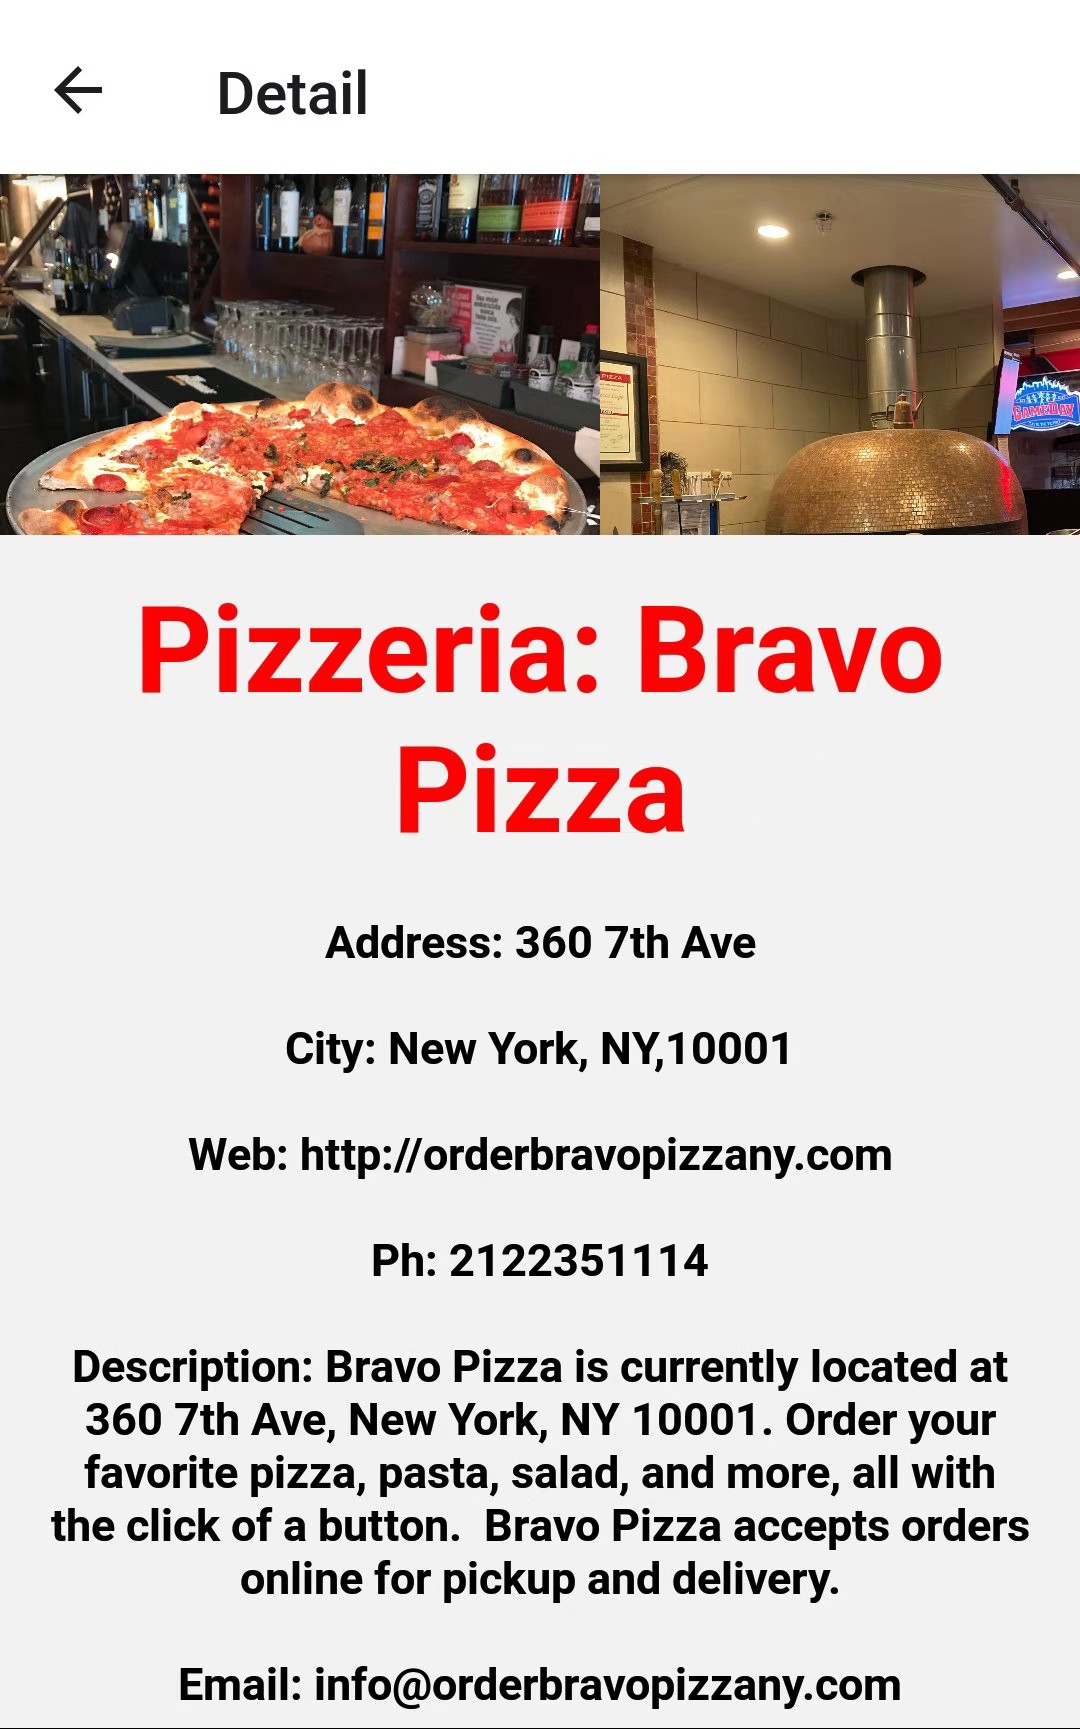 Detail
PIZZA
GAMEDAY
Pizzeria: Bravo
Pizza
Address: 360 7th Ave
City: New York, NY,10001
Web: http://orderbravopizzany.com
Ph: 2122351114
Description: Bravo Pizza is currently located at
360 7th Ave, New York, NY 10001. Order your
favorite pizza, pasta, salad, and more, all with
the click of a button.  Bravo Pizza accepts orders
online for pickup and delivery.
Email: info@orderbravopizzany.com